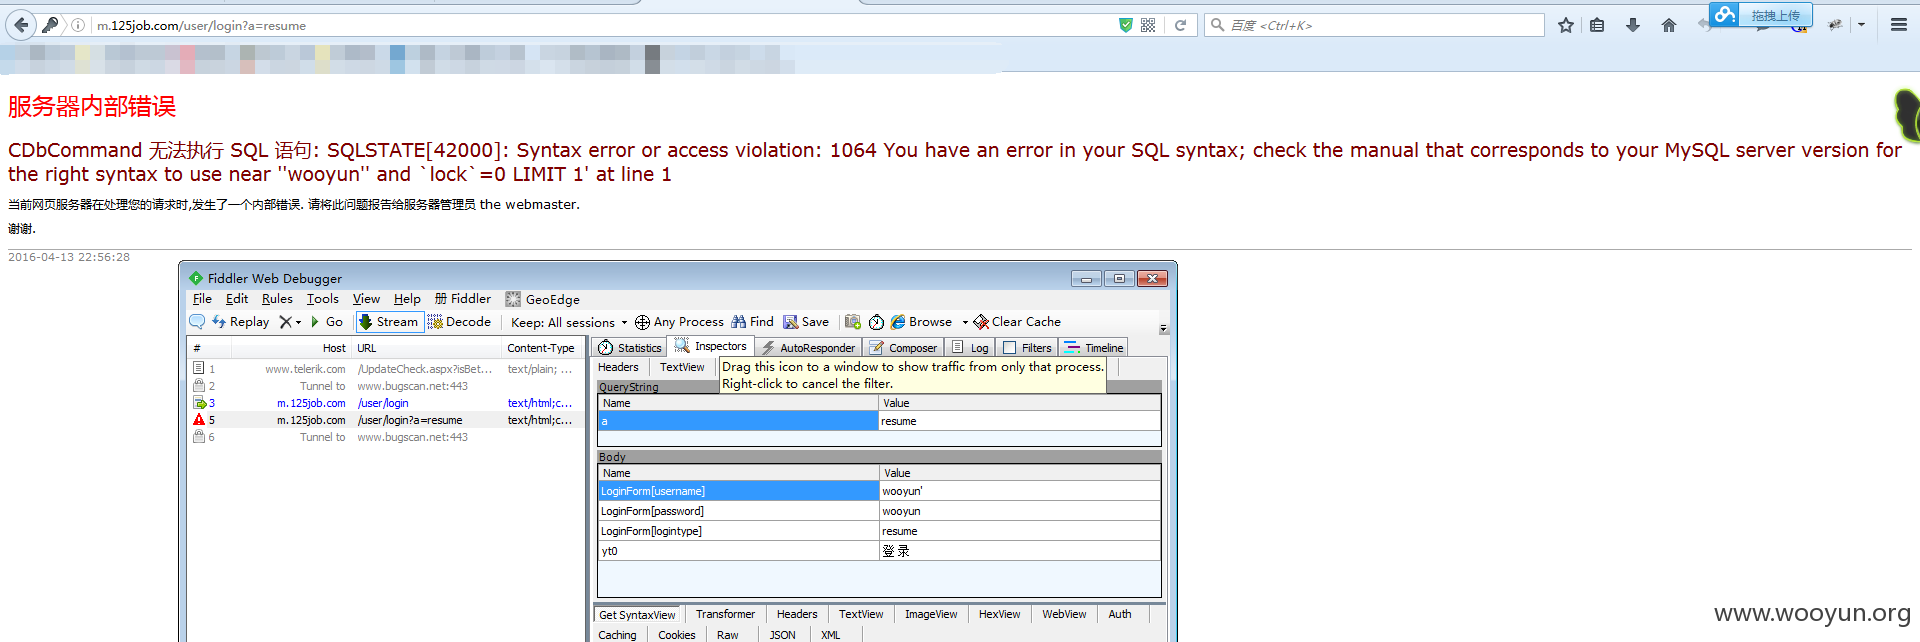 m.125job.com/user/login?a=resume
百度 <Ctrl+K>
拖拽上传
服务器内部错误
CDbCommand 无法执行 SQL 语句: SQLSTATE[42000]: Syntax error or access violation: 1064 You have an error in your SQL syntax; check the manual that corresponds to your MySQL server version for
the right syntax to use near ''wooyun'' and `lock`=0 LIMIT 1' at line 1
当前网页服务器在处理您的请求时,发生了一个内部错误. 请将此问题报告给服务器管理员 the webmaster.
谢谢.
2016-04-13 22:56:28
Fiddler Web Debugger
File Edit Rules Tools View Help 册 Fiddler GeoEdge
Replay Go Stream Decode Keep: All sessions Any Process Find Save Browse Clear Cache
# Host URL Content-Type
1 www.telerik.com /UpdateCheck.aspx?isBet... text/plain; ...
2 Tunnel to www.bugscan.net:443
3 m.125job.com /user/login text/html;c...
5 m.125job.com /user/login?a=resume text/html;c...
6 Tunnel to www.bugscan.net:443
Statistics Inspectors AutoResponder Composer Log Filters Timeline
Headers TextView
Drag this icon to a window to show traffic from only that process.
Right-click to cancel the filter.
QueryString
Name Value
a resume
Body
Name Value
LoginForm[username] wooyun'
LoginForm[password] wooyun
LoginForm[logintype] resume
yt0 登 录
Get SyntaxView Transformer Headers TextView ImageView HexView WebView Auth
Caching Cookies Raw JSON XML
www.wooyun.org